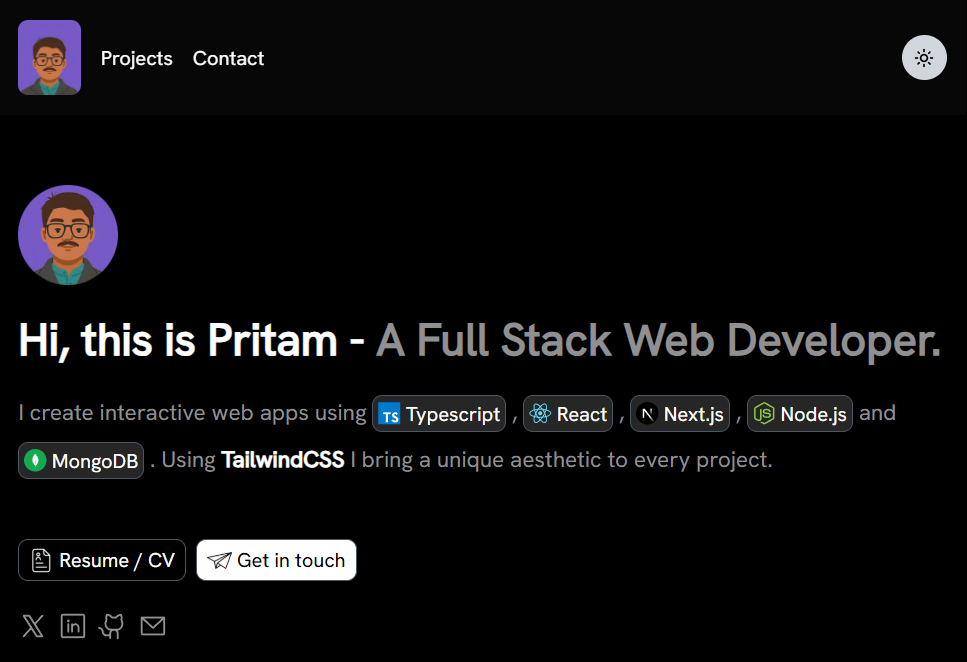 Projects Contact
Hi, this is Pritam - A Full Stack Web Developer.
I create interactive web apps using TS Typescript , React , N Next.js , JS Node.js and
MongoDB . Using TailwindCSS I bring a unique aesthetic to every project.
Resume / CV Get in touch
X in